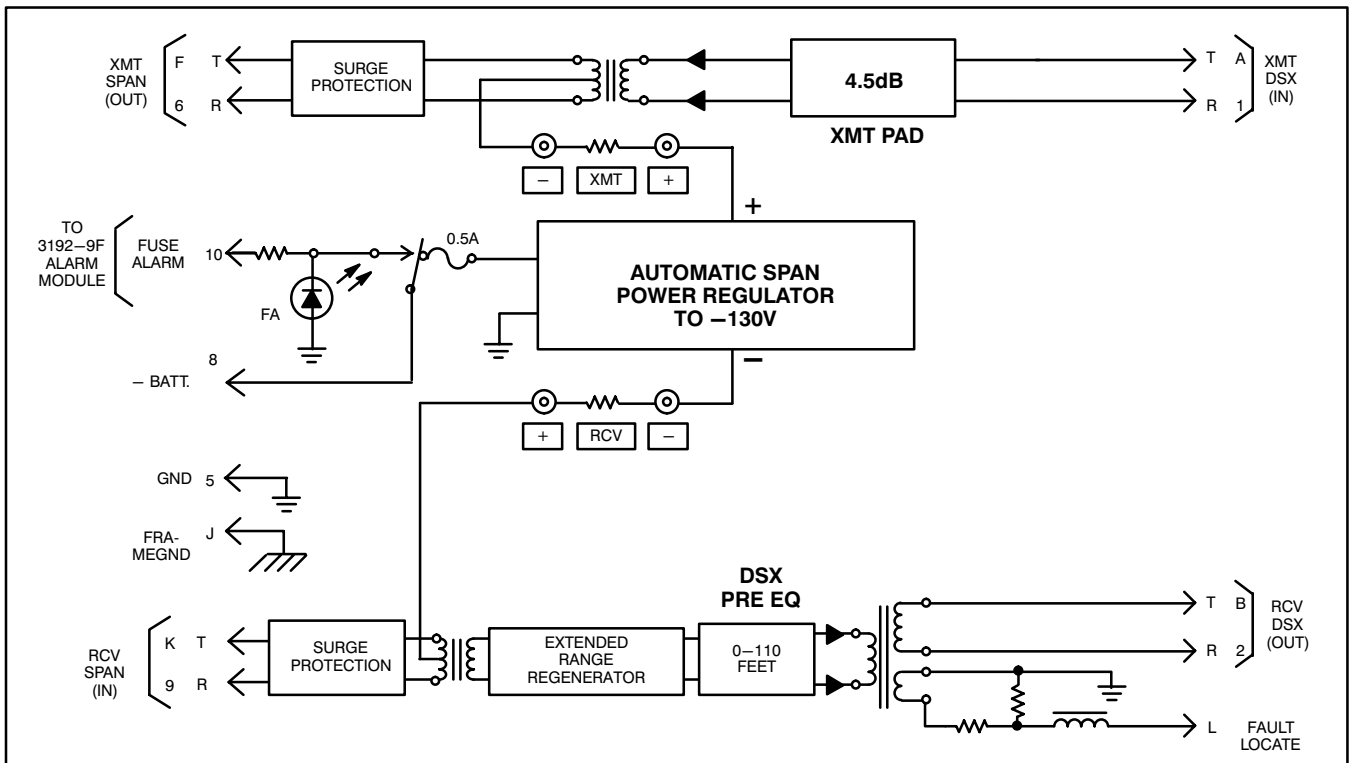 XMT
SPAN
(OUT)
F T
6 R
SURGE
PROTECTION
4.5dB
XMT PAD
T A
R 1
XMT
DSX
(IN)
− XMT +
+
TO
3192−9F
ALARM
MODULE
FUSE
ALARM
10
FA
0.5A
AUTOMATIC SPAN
POWER REGULATOR
TO −130V
−
8
− BATT.
+ RCV −
GND 5
FRA-
MEGND
J
RCV
SPAN
(IN)
K T
9 R
SURGE
PROTECTION
EXTENDED
RANGE
REGENERATOR
DSX
PRE EQ
0−110
FEET
T B
R 2
RCV
DSX
(OUT)
L
FAULT
LOCATE